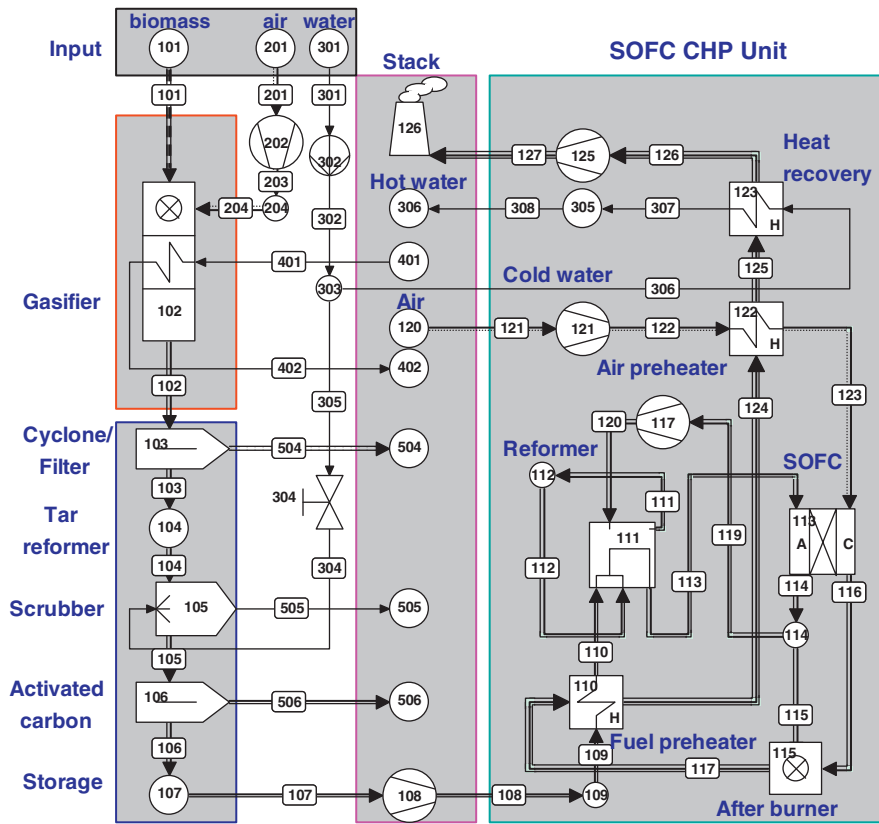 biomass air water
Input
101 201 301
SOFC CHP Unit
Stack
101 201 301
126
127 125 126
202 302
Heat
recovery
203
Hot water
123
H
204 204 302
306 308 305 307
401 401
303
Cold water
306
125
Gasifier
102
Air
120 121 121 122 122
H
402 402
Air preheater
102
305
124 123
120 117
Cyclone/
Filter
103
504 504
Reformer
SOFC
103
304
112 111
Tar
reformer
104
111
113
A C
112 119
104 304
113 114 116
Scrubber
105
505 505
114
105
110
Activated
carbon
106
506 506
110
H
115
106
109
Fuel preheater
115
117
Storage
107 107 108 108 109
After burner